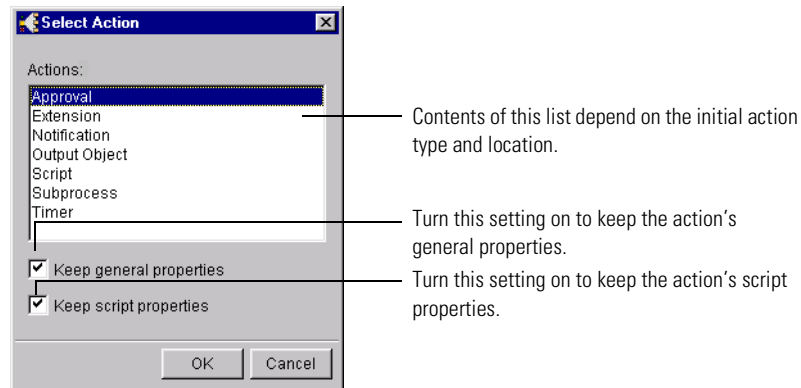 Select Action
Actions:
Approval
Extension
Notification
Output Object
Script
Subprocess
Timer
Keep general properties
Keep script properties
OK
Cancel
Contents of this list depend on the initial action
type and location.
Turn this setting on to keep the action's
general properties.
Turn this setting on to keep the action's script
properties.